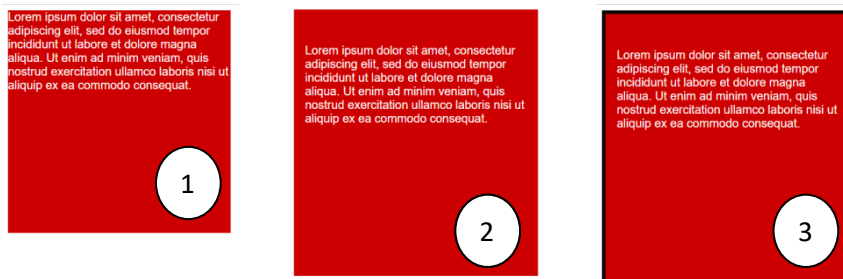 Lorem ipsum dolor sit amet, consectetur
adipiscing elit, sed do eiusmod tempor
incididunt ut labore et dolore magna
aliqua. Ut enim ad minim veniam, quis
nostrud exercitation ullamco laboris nisi ut
aliquip ex ea commodo consequat.
1
Lorem ipsum dolor sit amet, consectetur
adipiscing elit, sed do eiusmod tempor
incididunt ut labore et dolore magna
aliqua. Ut enim ad minim veniam, quis
nostrud exercitation ullamco laboris nisi ut
aliquip ex ea commodo consequat.
2
Lorem ipsum dolor sit amet, consectetur
adipiscing elit, sed do eiusmod tempor
incididunt ut labore et dolore magna
aliqua. Ut enim ad minim veniam, quis
nostrud exercitation ullamco laboris nisi ut
aliquip ex ea commodo consequat.
3